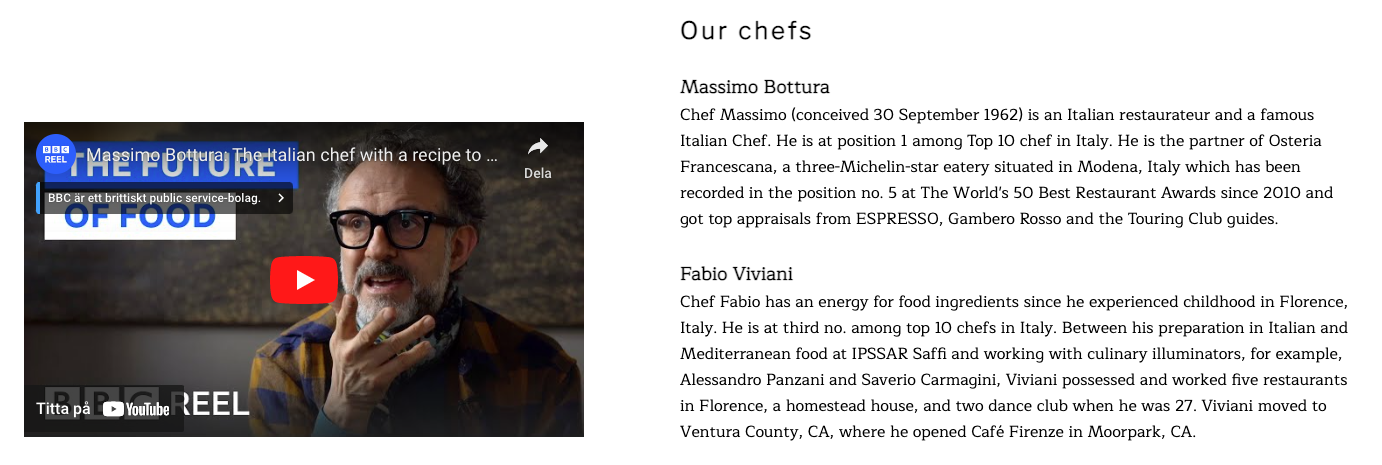 BBC
REEL
Massimo Bottura: The Italian chef with a recipe to ...
THE FUTURE
Dela
BBC är ett brittiskt public service-bolag.
OF FOOD
BBC REEL
Titta på YouTube
Our chefs
Massimo Bottura
Chef Massimo (conceived 30 September 1962) is an Italian restaurateur and a famous
Italian Chef. He is at position 1 among Top 10 chef in Italy. He is the partner of Osteria
Francescana, a three-Michelin-star eatery situated in Modena, Italy which has been
recorded in the position no. 5 at The World's 50 Best Restaurant Awards since 2010 and
got top appraisals from ESPRESSO, Gambero Rosso and the Touring Club guides.
Fabio Viviani
Chef Fabio has an energy for food ingredients since he experienced childhood in Florence,
Italy. He is at third no. among top 10 chefs in Italy. Between his preparation in Italian and
Mediterranean food at IPSSAR Saffi and working with culinary illuminators, for example,
Alessandro Panzani and Saverio Carmagini, Viviani possessed and worked five restaurants
in Florence, a homestead house, and two dance club when he was 27. Viviani moved to
Ventura County, CA, where he opened Café Firenze in Moorpark, CA.